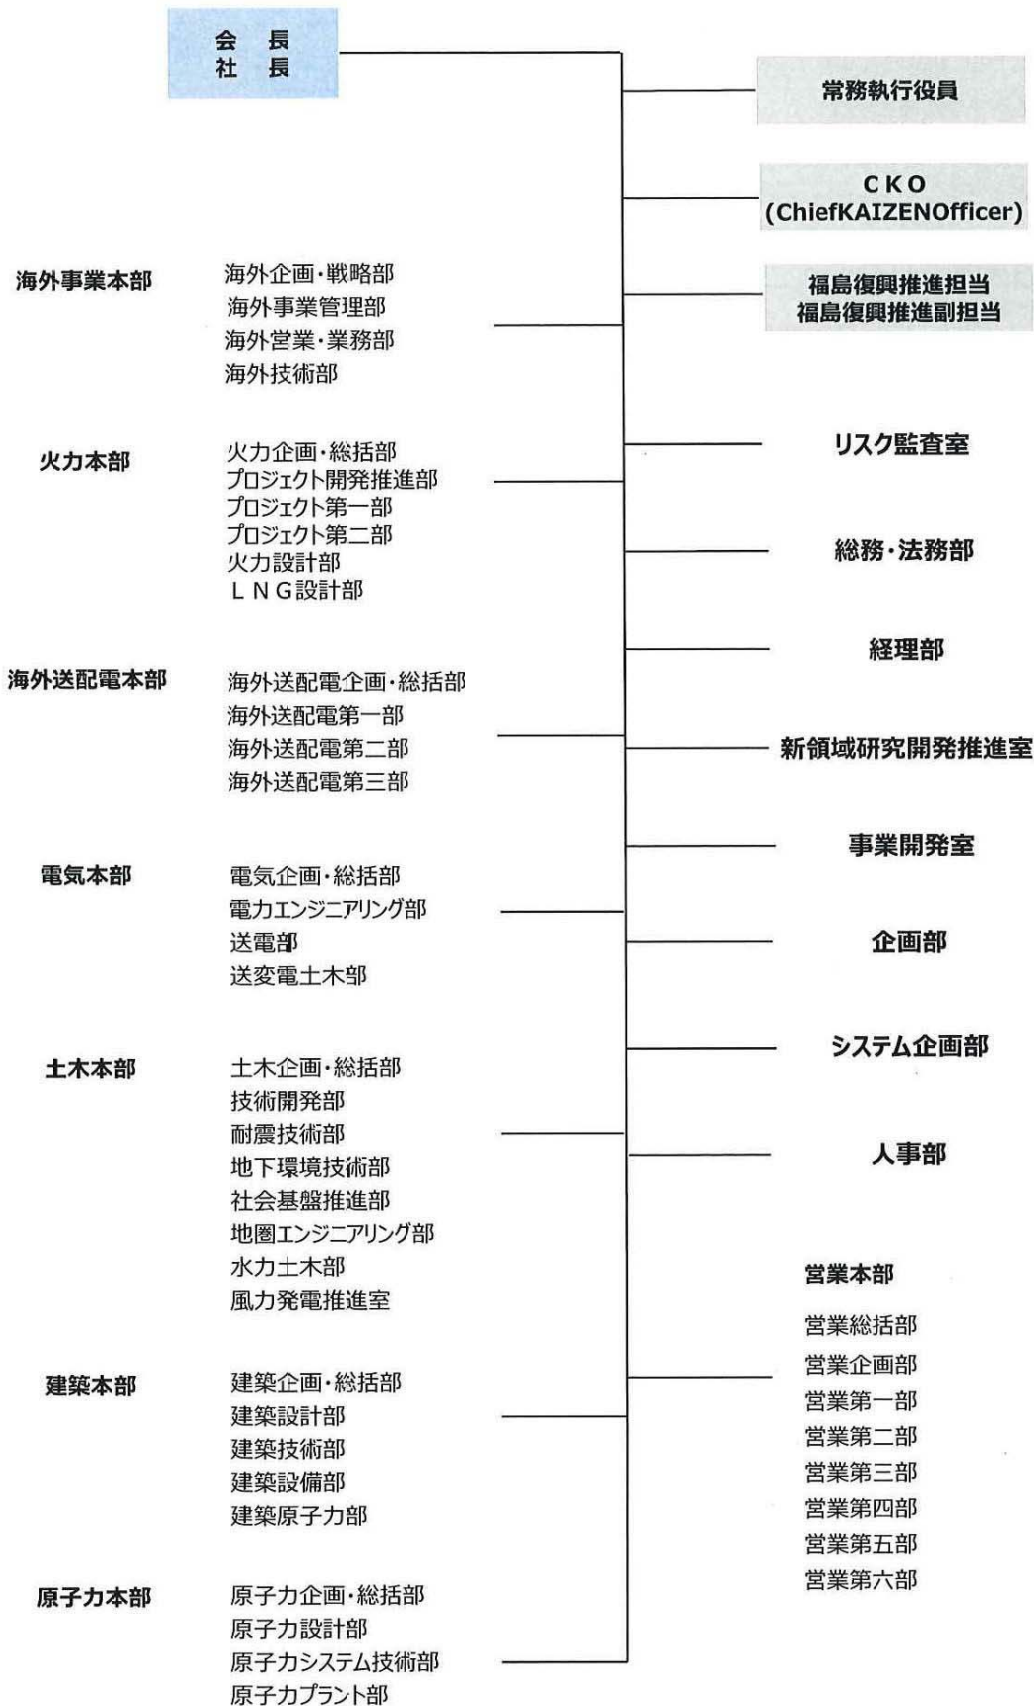 会　長
社　長
常務執行役員
ＣＫＯ
(ChiefKAIZENOfficer)
福島復興推進担当
福島復興推進副担当
海外事業本部
海外企画・戦略部
海外事業管理部
海外営業・業務部
海外技術部
火力本部
火力企画・総括部
プロジェクト開発推進部
プロジェクト第一部
プロジェクト第二部
火力設計部
ＬＮＧ設計部
海外送配電本部
海外送配電企画・総括部
海外送配電第一部
海外送配電第二部
海外送配電第三部
電気本部
電気企画・総括部
電力エンジニアリング部
送電部
送変電土木部
土木本部
土木企画・総括部
技術開発部
耐震技術部
地下環境技術部
社会基盤推進部
地圏エンジニアリング部
水力土木部
風力発電推進室
建築本部
建築企画・総括部
建築設計部
建築技術部
建築設備部
建築原子力部
原子力本部
原子力企画・総括部
原子力設計部
原子力システム技術部
原子力プラント部
リスク監査室
総務・法務部
経理部
新領域研究開発推進室
事業開発室
企画部
システム企画部
人事部
営業本部
営業総括部
営業企画部
営業第一部
営業第二部
営業第三部
営業第四部
営業第五部
営業第六部